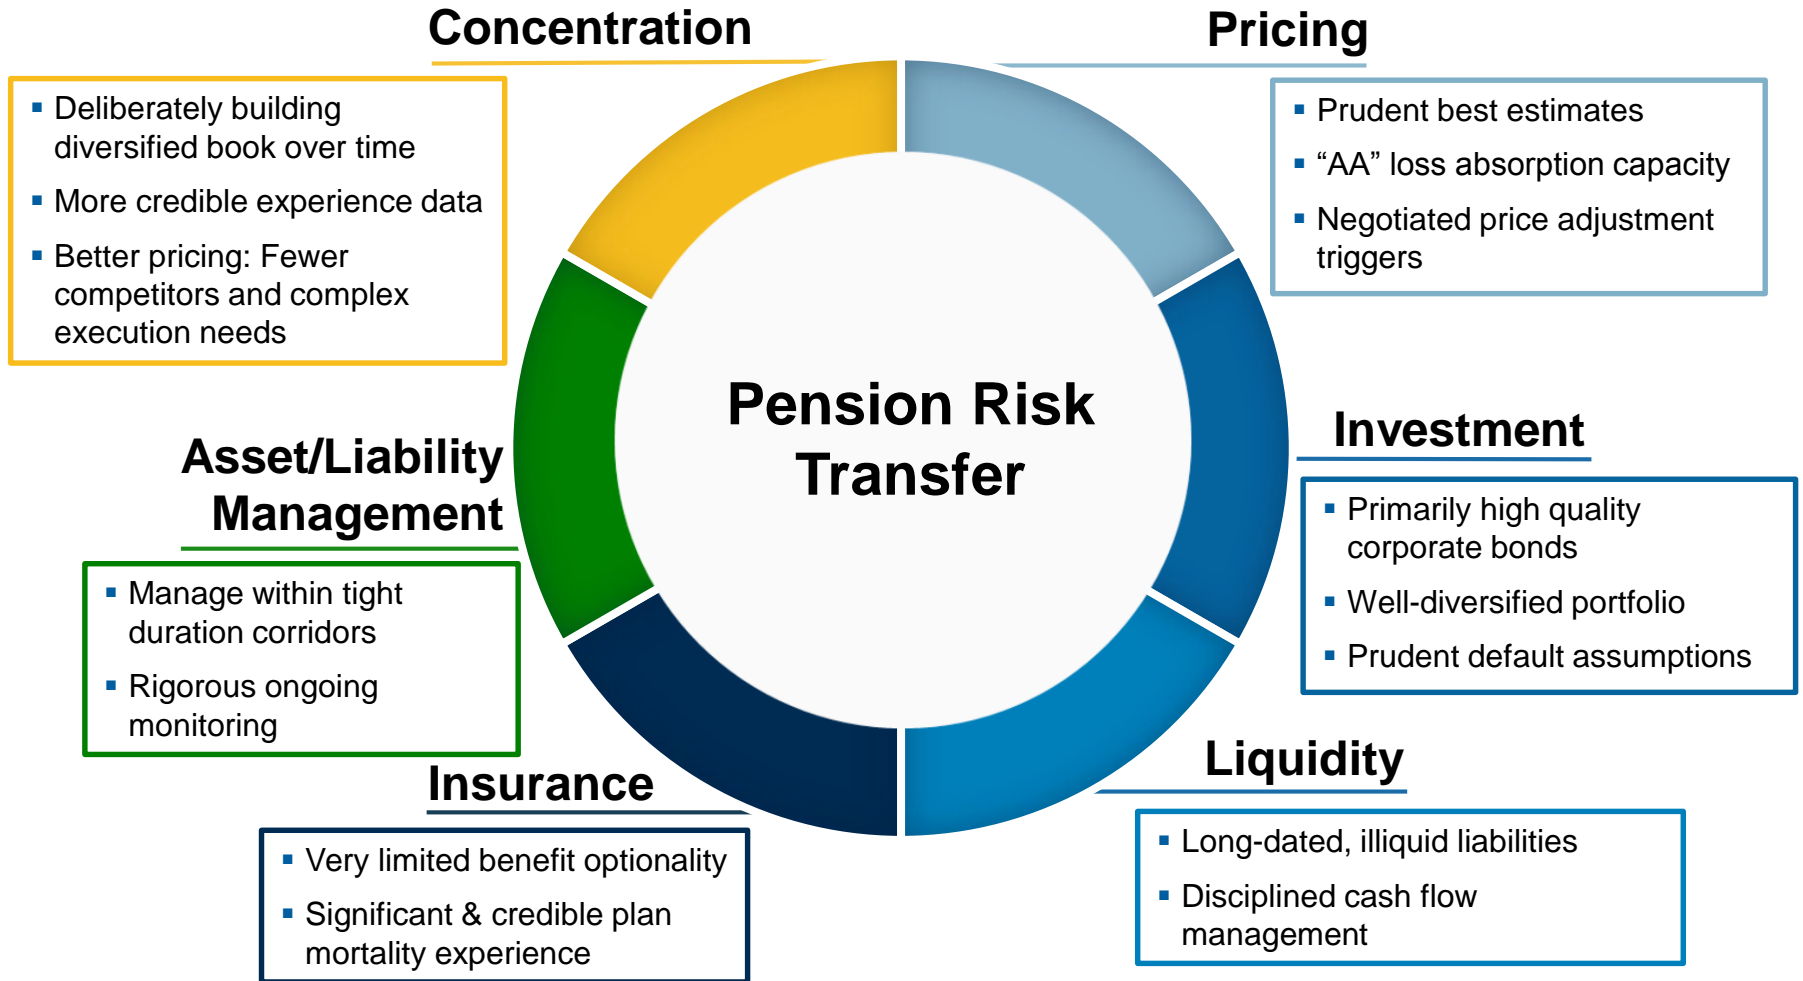 Concentration
▪ Deliberately building
diversified book over time
▪ More credible experience data
▪ Better pricing: Fewer
competitors and complex
execution needs
Pricing
▪ Prudent best estimates
▪ “AA” loss absorption capacity
▪ Negotiated price adjustment
triggers
Pension Risk
Transfer
Asset/Liability
Management
▪ Manage within tight
duration corridors
▪ Rigorous ongoing
monitoring
Investment
▪ Primarily high quality
corporate bonds
▪ Well-diversified portfolio
▪ Prudent default assumptions
Insurance
▪ Very limited benefit optionality
▪ Significant & credible plan
mortality experience
Liquidity
▪ Long-dated, illiquid liabilities
▪ Disciplined cash flow
management